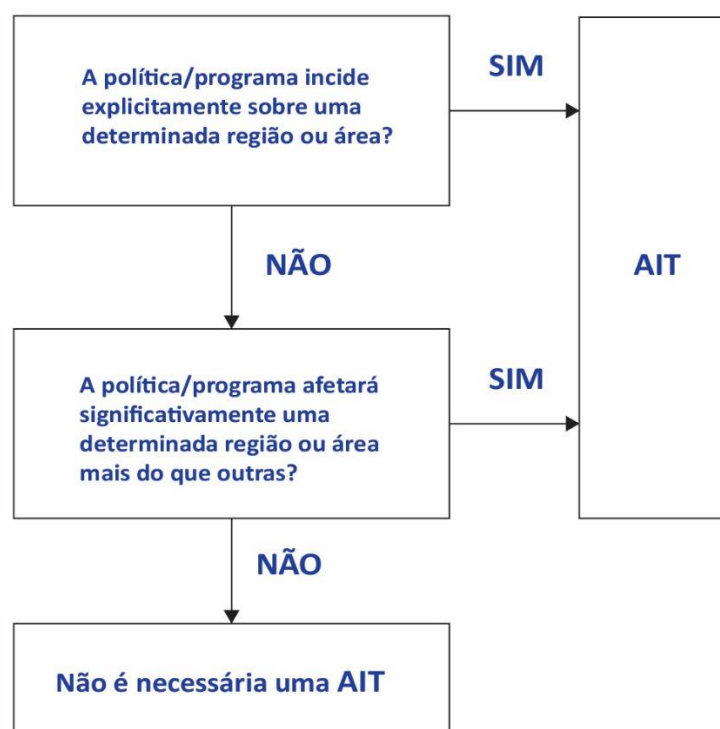 A política/programa incide
explicitamente sobre uma
determinada região ou área?
SIM
AIT
NÃO
A política/programa afetará
significativamente uma
determinada região ou área
mais do que outras?
SIM
NÃO
Não é necessária uma AIT